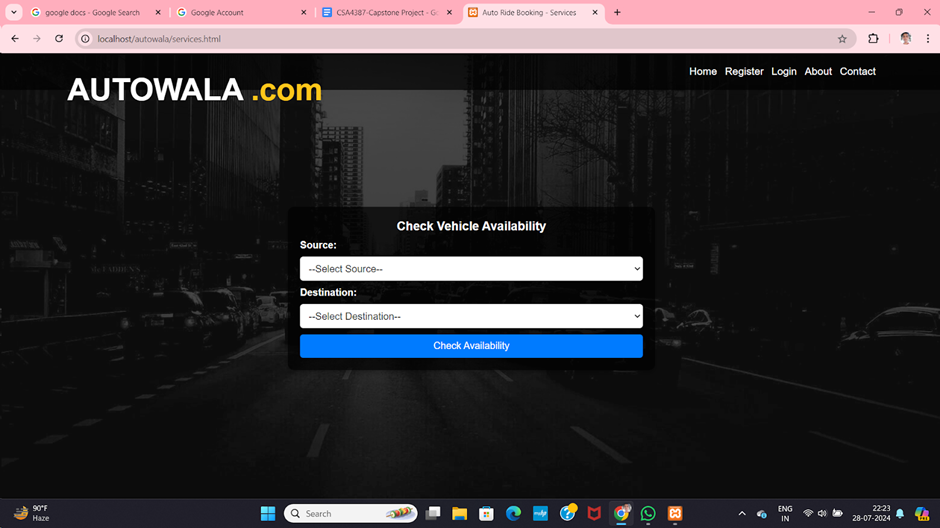 google docs - Google Search
Google Account
CSA4387-Capstone Project - Go
Auto Ride Booking - Services
localhost/autowala/services.html
Home Register Login About Contact
AUTOWALA .com
Check Vehicle Availability
Source:
--Select Source--
Destination:
--Select Destination--
Check Availability
90°F
Haze
Search
ENG
IN
22:23
28-07-2024